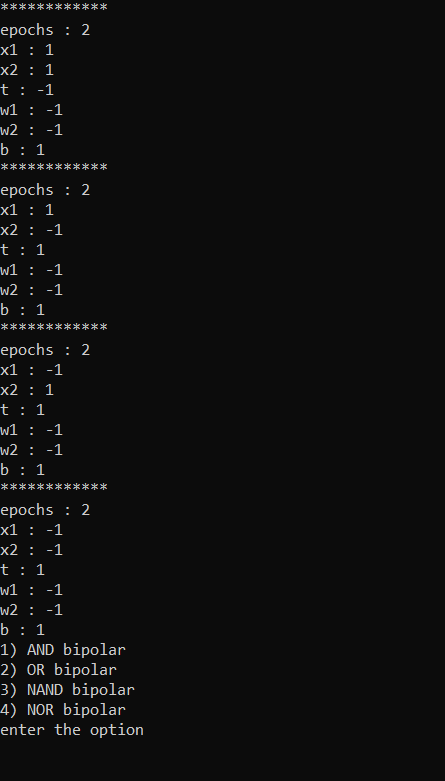 ************
epochs : 2
x1 : 1
x2 : 1
t : -1
w1 : -1
w2 : -1
b : 1
************
epochs : 2
x1 : 1
x2 : -1
t : 1
w1 : -1
w2 : -1
b : 1
************
epochs : 2
x1 : -1
x2 : 1
t : 1
w1 : -1
w2 : -1
b : 1
************
epochs : 2
x1 : -1
x2 : -1
t : 1
w1 : -1
w2 : -1
b : 1
1) AND bipolar
2) OR bipolar
3) NAND bipolar
4) NOR bipolar
enter the option